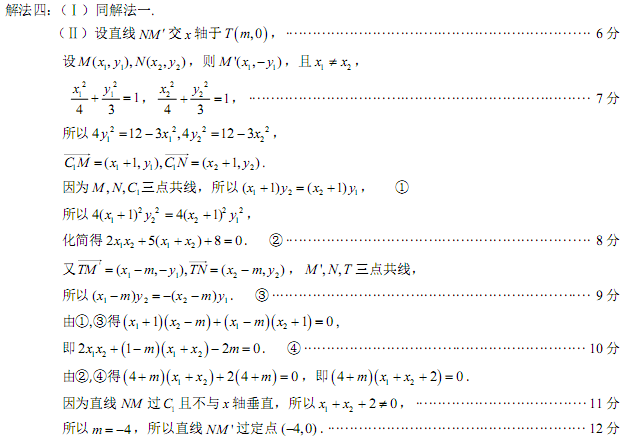 解法四：(Ⅰ) 同解法一.
(Ⅱ) 设直线 NM′ 交 x 轴于 T(m,0)， …… 6 分
设 M(x₁,y₁),N(x₂,y₂)，则 M′(x₁,−y₁)，且 x₁≠x₂，
x₁²/4+y₁²/3=1，x₂²/4+y₂²/3=1， …… 7 分
所以 4y₁²=12−3x₁²,4y₂²=12−3x₂²，
C₁M⃗=(x₁+1,y₁),C₁N⃗=(x₂+1,y₂).
因为 M,N,C₁三点共线，所以 (x₁+1)y₂=(x₂+1)y₁， ①
所以 4(x₁+1)²y₂²=4(x₂+1)²y₁²，
化简得 2x₁x₂+5(x₁+x₂)+8=0. ② …… 8 分
又 TM′⃗=(x₁−m,−y₁),TN⃗=(x₂−m,y₂)，M′,N,T 三点共线，
所以 (x₁−m)y₂=−(x₂−m)y₁. ③ …… 9 分
由①,③得 (x₁+1)(x₂−m)+(x₁−m)(x₂+1)=0，
即 2x₁x₂+(1−m)(x₁+x₂)−2m=0. ④ …… 10 分
由②,④得 (4+m)(x₁+x₂)+2(4+m)=0，即 (4+m)(x₁+x₂+2)=0.
因为直线 NM 过 C₁ 且不与 x 轴垂直，所以 x₁+x₂+2≠0， …… 11 分
所以 m=−4，所以直线 NM′过定点 (−4,0). …… 12 分